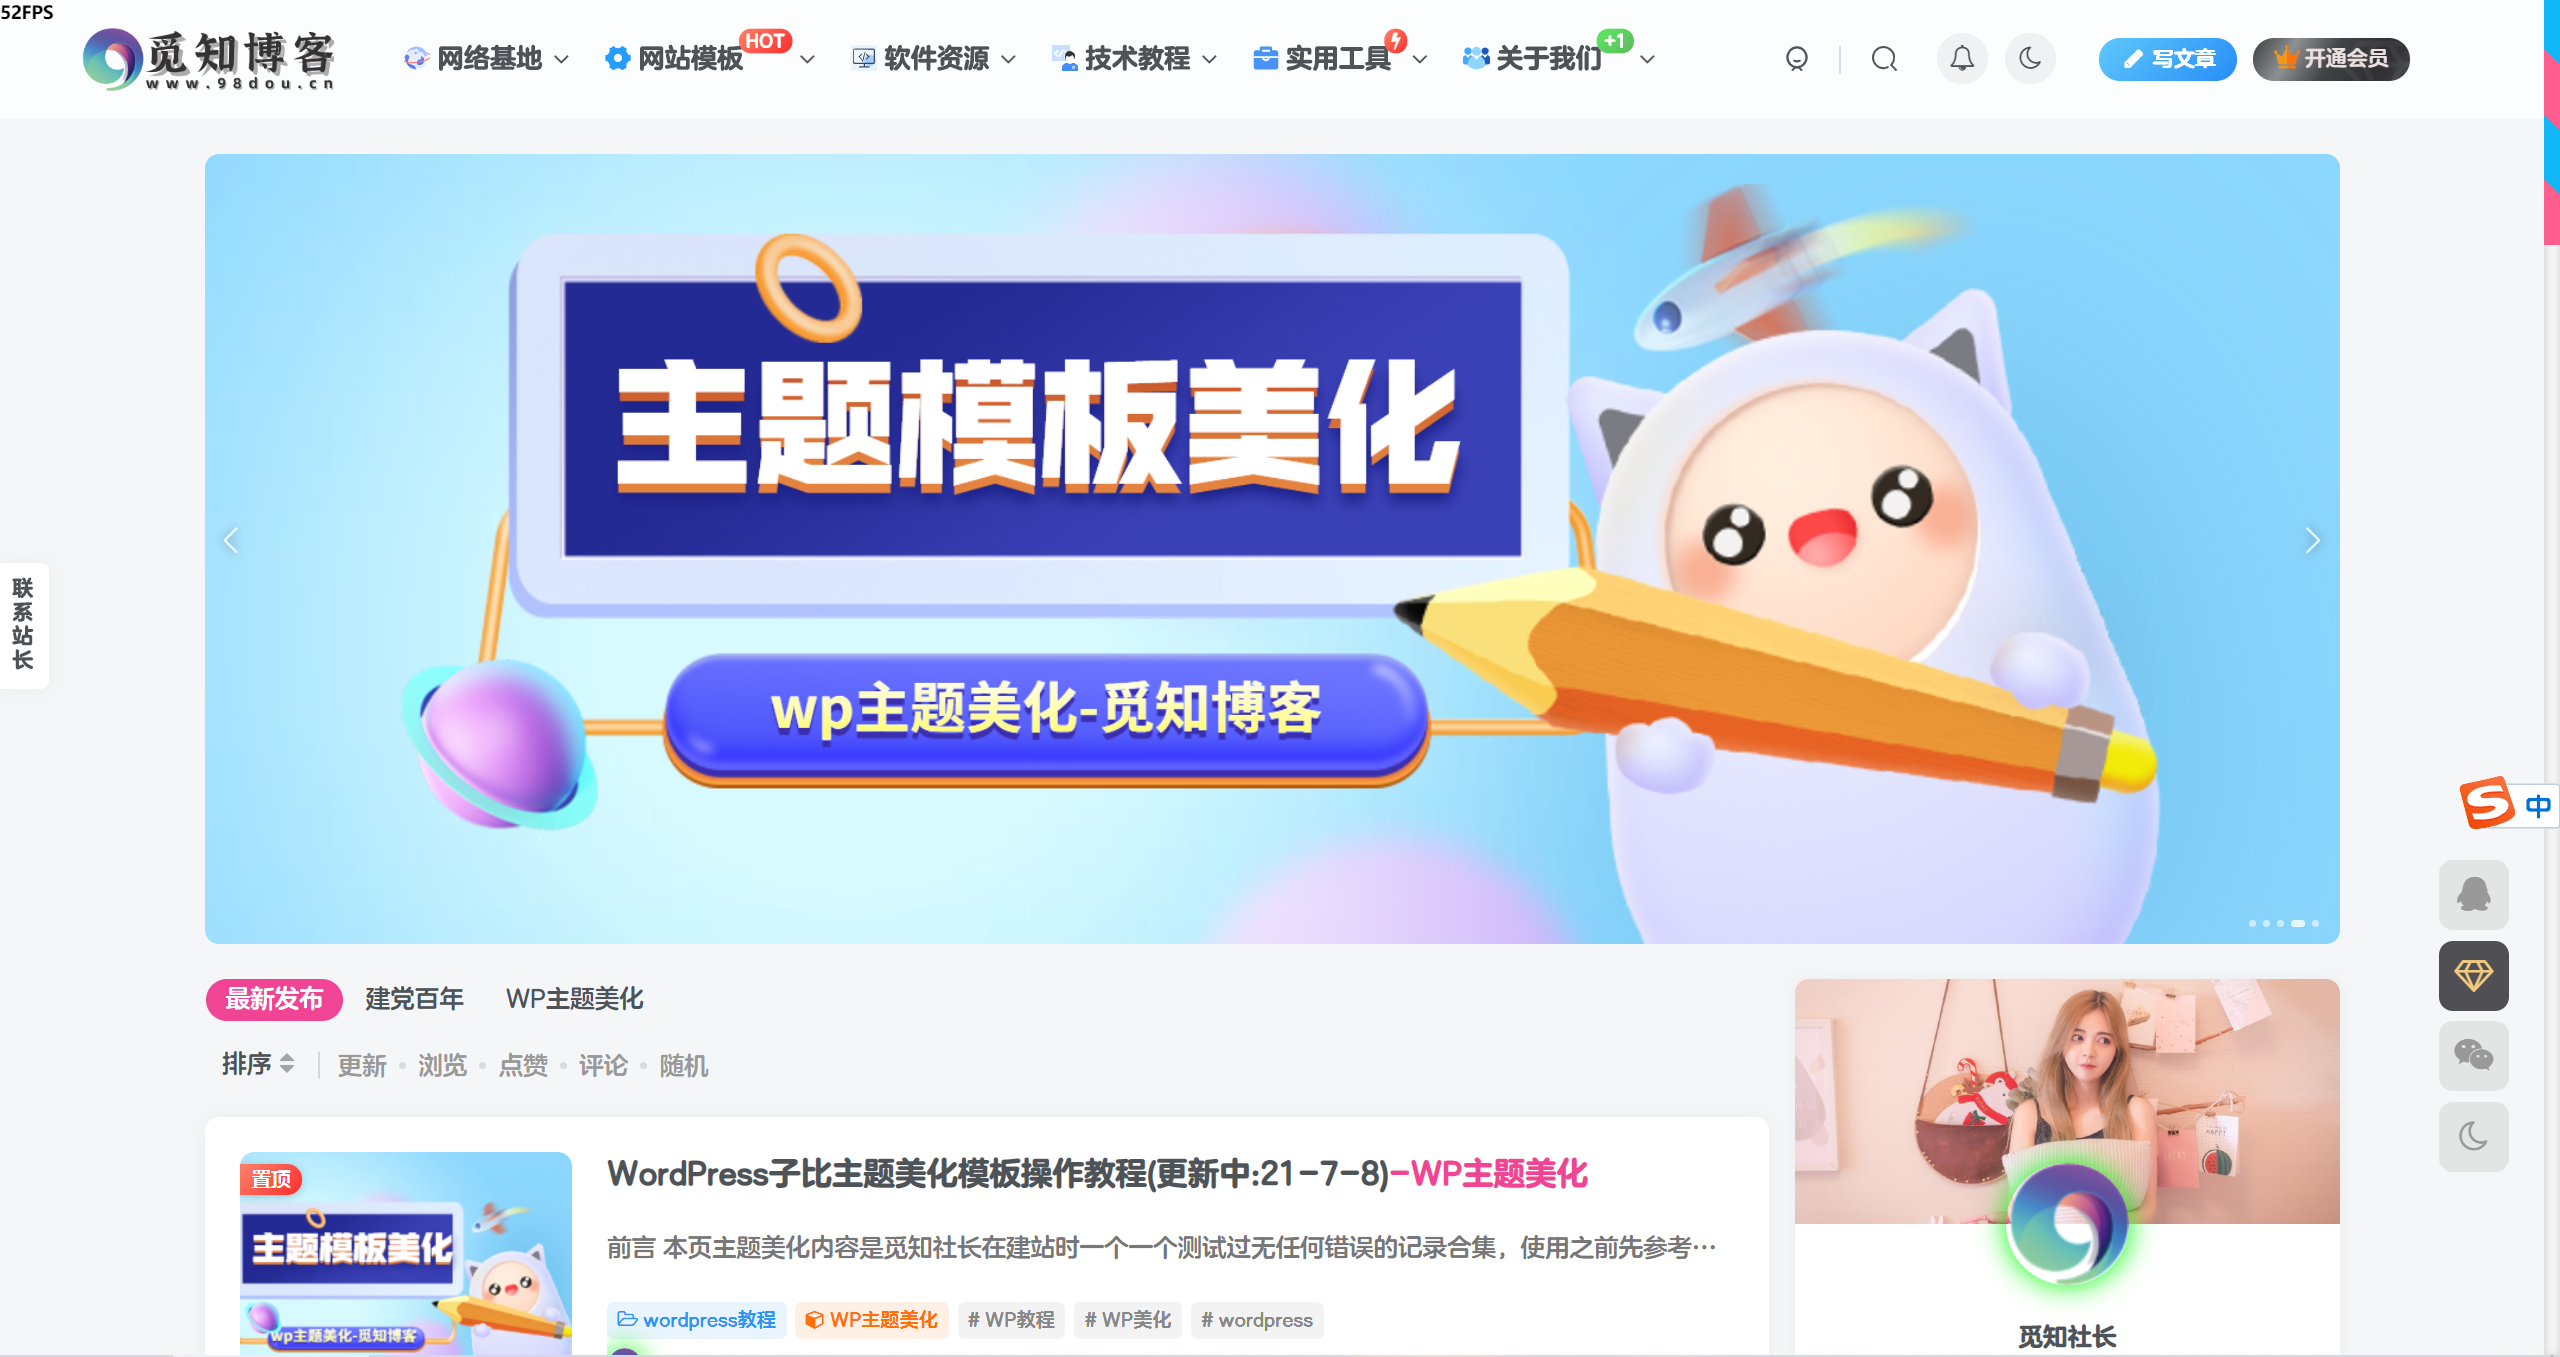 52FPS
觅知博客
www.98dou.cn
网络基地
网站模板
HOT
软件资源
技术教程
实用工具
关于我们
+1
写文章
开通会员
主题模板美化
wp主题美化-觅知博客
联系站长
中
最新发布
建党百年
WP主题美化
排序
更新
浏览
点赞
评论
随机
置顶
主题模板美化
wp主题美化-觅知博客
WordPress子比主题美化模板操作教程(更新中:21-7-8)-WP主题美化
前言 本页主题美化内容是觅知社长在建站时一个一个测试过无任何错误的记录合集，使用之前先参考···
wordpress教程
WP主题美化
# WP教程
# WP美化
# wordpress
觅知社长